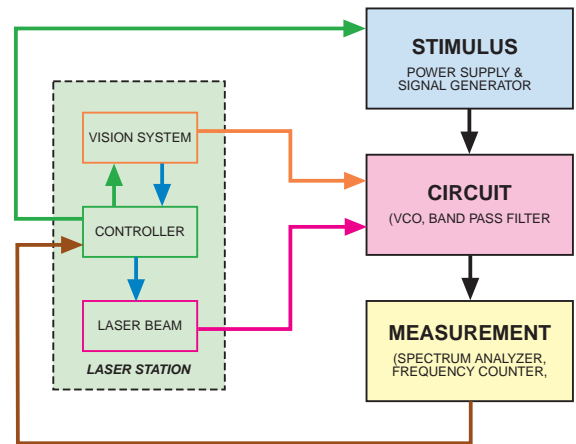 STIMULUS
POWER SUPPLY &
SIGNAL GENERATOR
VISION SYSTEM
CIRCUIT
(VCO, BAND PASS FILTER
CONTROLLER
LASER BEAM
LASER STATION
MEASUREMENT
(SPECTRUM ANALYZER,
FREQUENCY COUNTER,